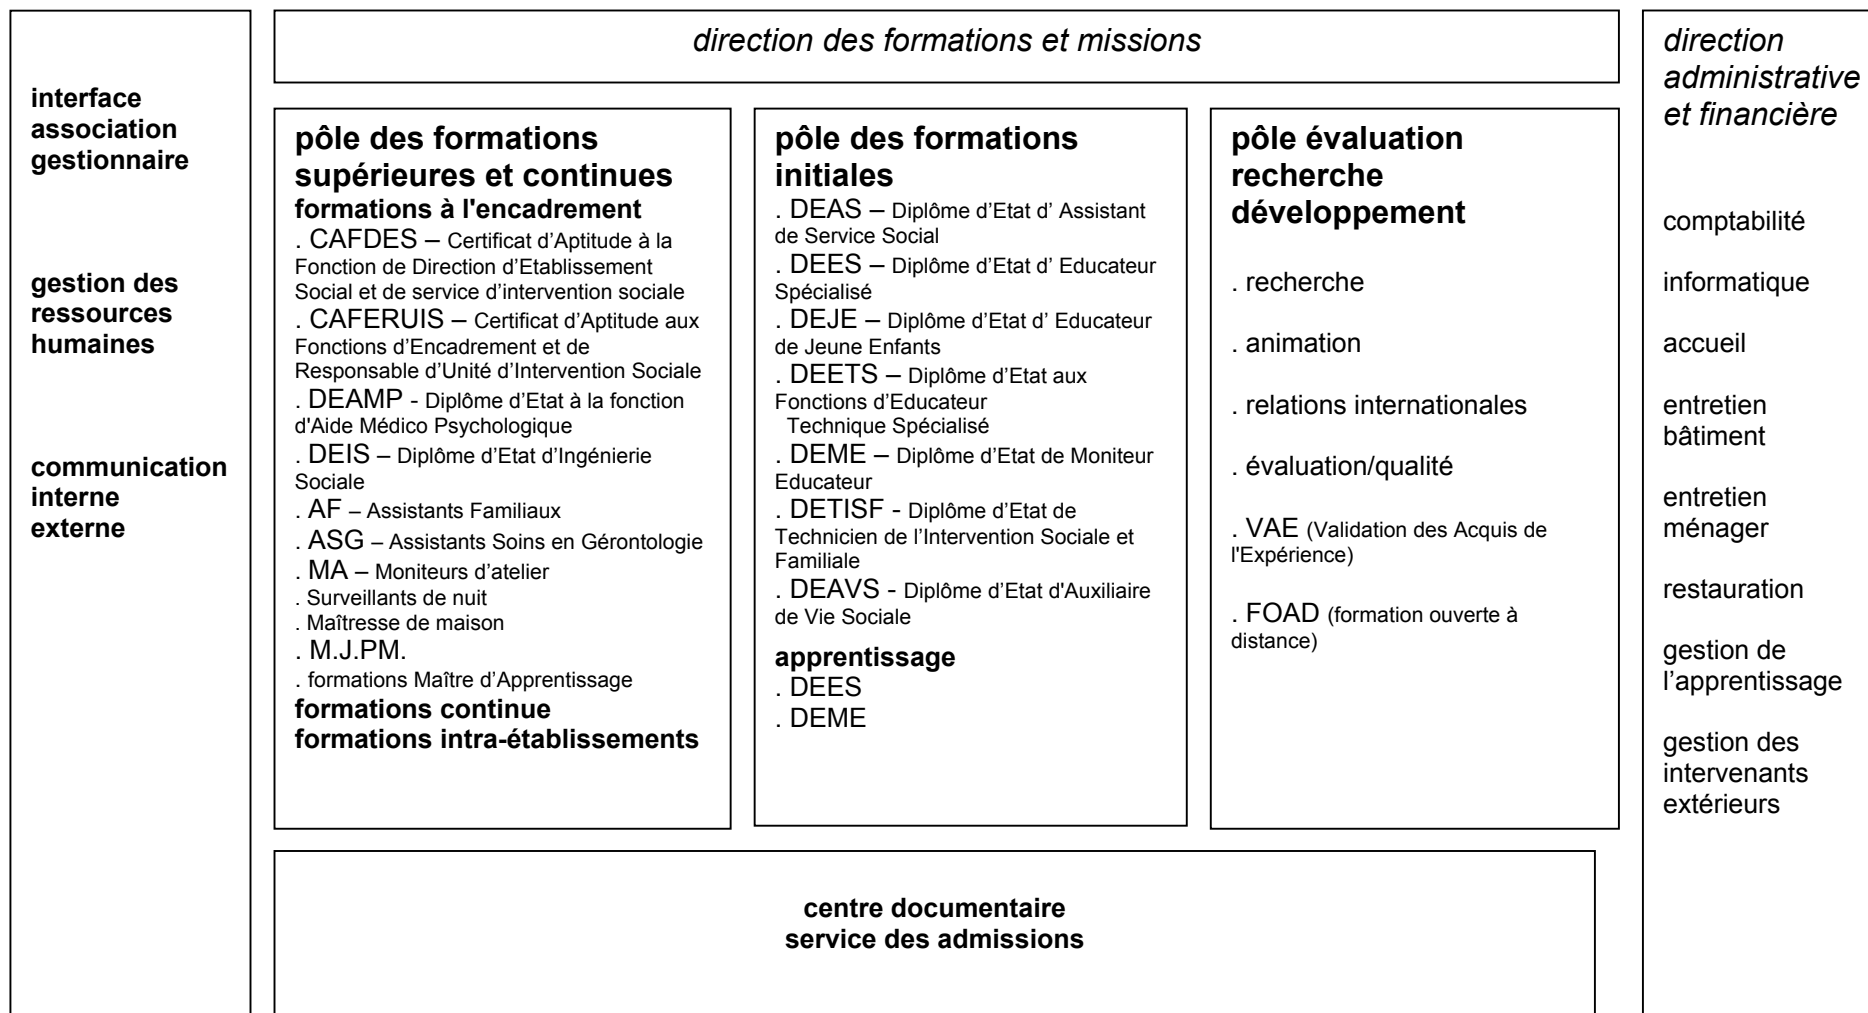 interface
association
gestionnaire
gestion des
ressources
humaines
communication
interne
externe
direction des formations et missions
pôle des formations
supérieures et continues
formations à l'encadrement
. CAFDES – Certificat d’Aptitude à la
Fonction de Direction d’Etablissement
Social et de service d’intervention sociale
. CAFERUIS – Certificat d’Aptitude aux
Fonctions d’Encadrement et de
Responsable d’Unité d’Intervention Sociale
. DEAMP - Diplôme d’Etat à la fonction
d'Aide Médico Psychologique
. DEIS – Diplôme d’Etat d’Ingénierie
Sociale
. AF – Assistants Familiaux
. ASG – Assistants Soins en Gérontologie
. MA – Moniteurs d’atelier
. Surveillants de nuit
. Maîtresse de maison
. M.J.PM.
. formations Maître d’Apprentissage
formations continue
formations intra-établissements
pôle des formations
initiales
. DEAS – Diplôme d’Etat d’ Assistant
de Service Social
. DEES – Diplôme d’Etat d’ Educateur
Spécialisé
. DEJE – Diplôme d’Etat d’ Educateur
de Jeune Enfants
. DEETS – Diplôme d’Etat aux
Fonctions d’Educateur
Technique Spécialisé
. DEME – Diplôme d’Etat de Moniteur
Educateur
. DETISF - Diplôme d’Etat de
Technicien de l’Intervention Sociale et
Familiale
. DEAVS - Diplôme d’Etat d'Auxiliaire
de Vie Sociale
apprentissage
. DEES
. DEME
pôle évaluation
recherche
développement
. recherche
. animation
. relations internationales
. évaluation/qualité
. VAE (Validation des Acquis de
l'Expérience)
. FOAD (formation ouverte à
distance)
centre documentaire
service des admissions
direction
administrative
et financière
comptabilité
informatique
accueil
entretien
bâtiment
entretien
ménager
restauration
gestion de
l’apprentissage
gestion des
intervenants
extérieurs